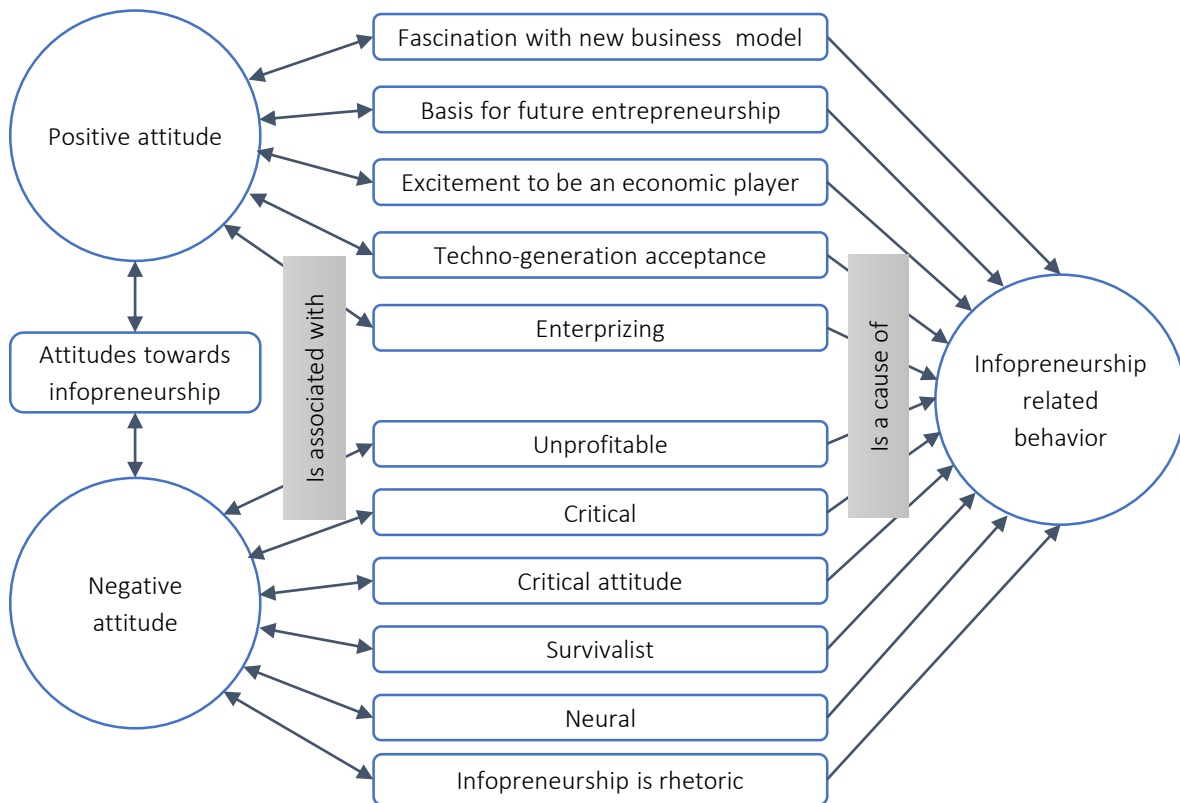 Fascination with new business model
Basis for future entrepreneurship
Positive attitude
Excitement to be an economic player
Techno-generation acceptance
Is associated with
Is a cause of
Enterprizing
Attitudes towards
infopreneurship
Infopreneurship
related
behavior
Unprofitable
Critical
Negative
attitude
Critical attitude
Survivalist
Neural
Infopreneurship is rhetoric